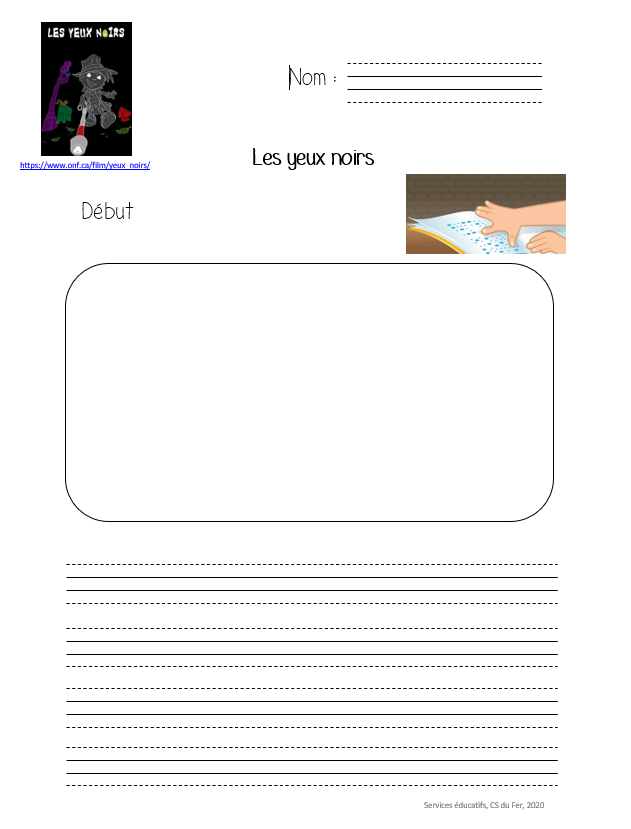 LES YEUX NOIRS
Nom :
https://www.onf.ca/film/yeux_noirs/
Les yeux noirs
Début
Services éducatifs, CS du Fer, 2020